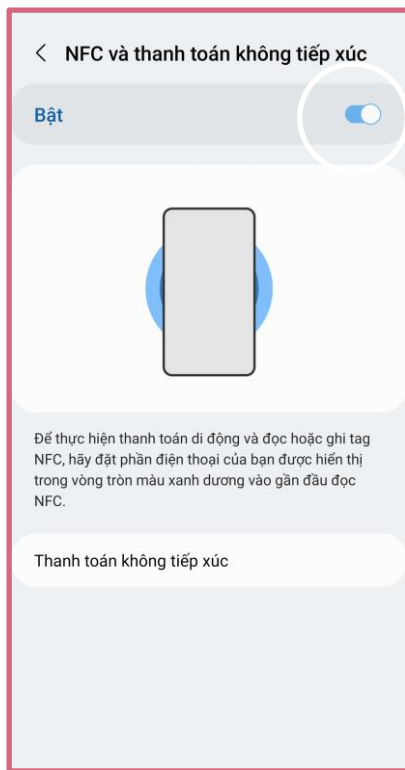 NFC và thanh toán không tiếp xúc
Bật
Để thực hiện thanh toán di động và đọc hoặc ghi tag
NFC, hãy đặt phần điện thoại của bạn được hiển thị
trong vòng tròn màu xanh dương vào gần đầu đọc
NFC.
Thanh toán không tiếp xúc